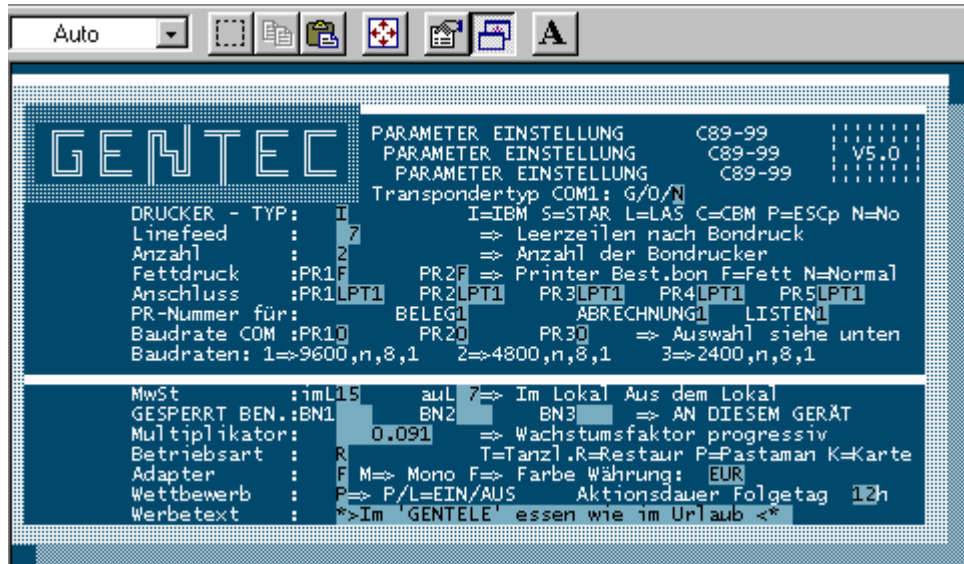 Auto
A
GENTEC
PARAMETER EINSTELLUNG C89-99
PARAMETER EINSTELLUNG C89-99 V5.0
PARAMETER EINSTELLUNG C89-99
Transpondertyp COM1: G/O/N
DRUCKER - TYP: I I=IBM S=STAR L=LAS C=CBM P=ESCp N=No
Linefeed : 7 => Leerzeilen nach Bondruck
Anzahl : 2 => Anzahl der Bondrucker
Fettdruck :PR1F PR2F => Printer Best.bon F=Fett N=Normal
Anschluss :PR1LPT1 PR2LPT1 PR3LPT1 PR4LPT1 PR5LPT1
PR-Nummer für: BELEG1 ABRECHNUNG1 LISTEN1
Baudrate COM :PR10 PR20 PR30 => Auswahl siehe unten
Baudraten: 1=>9600,n,8,1 2=>4800,n,8,1 3=>2400,n,8,1
MwSt :imL15 auL 7=> Im Lokal Aus dem Lokal
GESPERRT BEN.:BN1 BN2 BN3 => AN DIESEM GERÄT
Multiplikator: 0.091 => Wachstumsfaktor progressiv
Betriebsart : R T=Tanzl.R=Restaur P=Pastaman K=Karte
Adapter : F M=> Mono F=> Farbe Währung: EUR
Wettbewerb : P=> P/L=EIN/AUS Aktionsdauer Folgetag 12h
Werbetext : *>Im 'GENTELE' essen wie im Urlaub <*